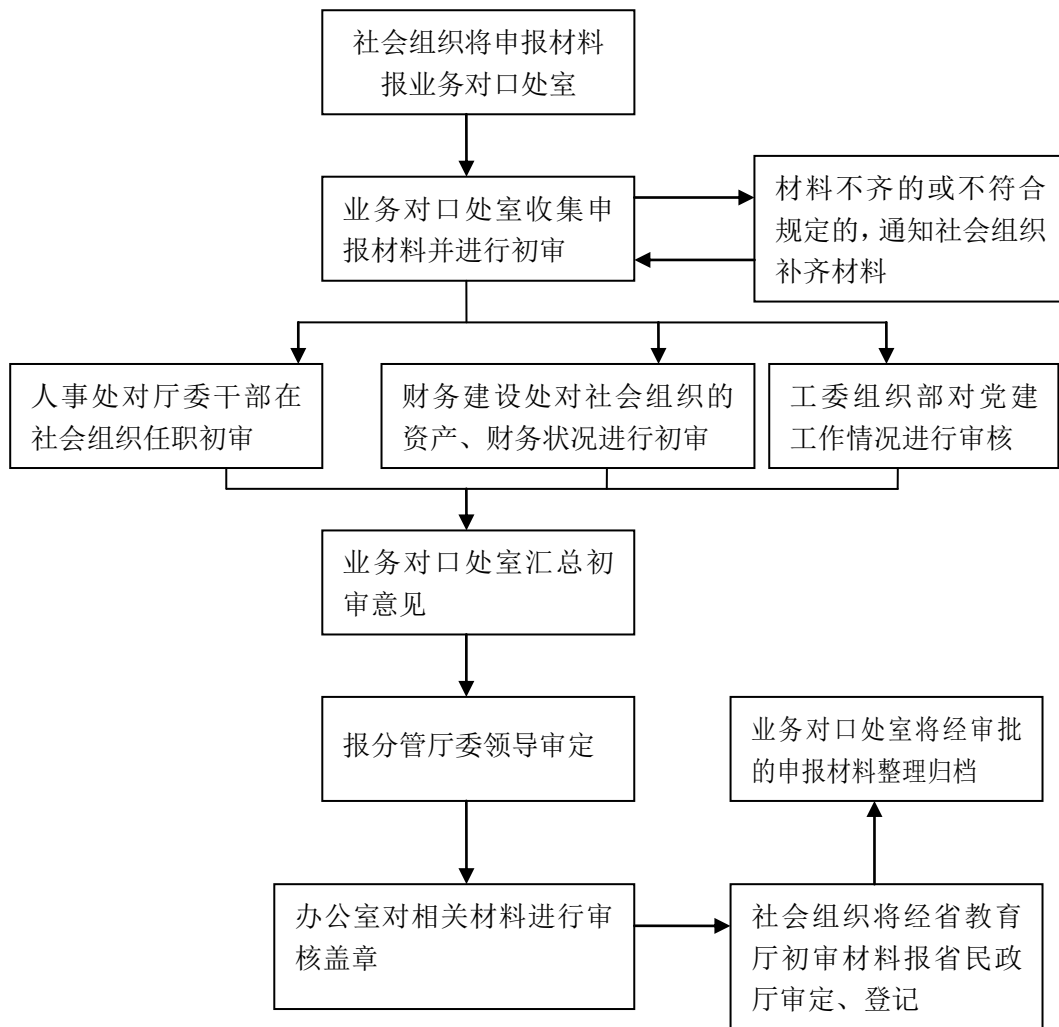 社会组织将申报材料
报业务对口处室
业务对口处室收集申
报材料并进行初审
材料不齐的或不符合
规定的,通知社会组织
补齐材料
人事处对厅委干部在
社会组织任职初审
财务建设处对社会组织的
资产、财务状况进行初审
工委组织部对党建
工作情况进行审核
业务对口处室汇总初
审意见
报分管厅委领导审定
业务对口处室将经审批
的申报材料整理归档
办公室对相关材料进行审
核盖章
社会组织将经省教育
厅初审材料报省民政
厅审定、登记